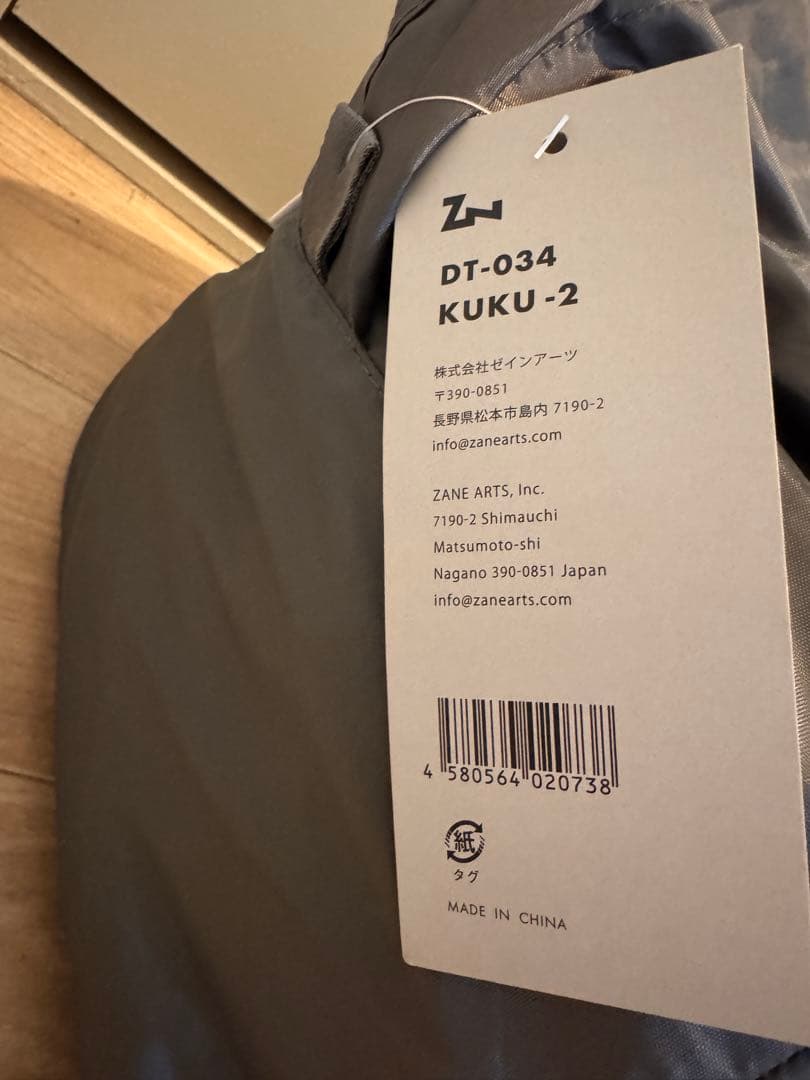 ZN
DT-034
KUKU -2
株式会社ゼインアーツ
〒390-0851
長野県松本市島内 7190-2
info@zanearts.com
ZANE ARTS, Inc.
7190-2 Shimauchi
Matsumoto-shi
Nagano 390-0851 Japan
info@zanearts.com
4 580564 020738
紙
タグ
MADE IN CHINA